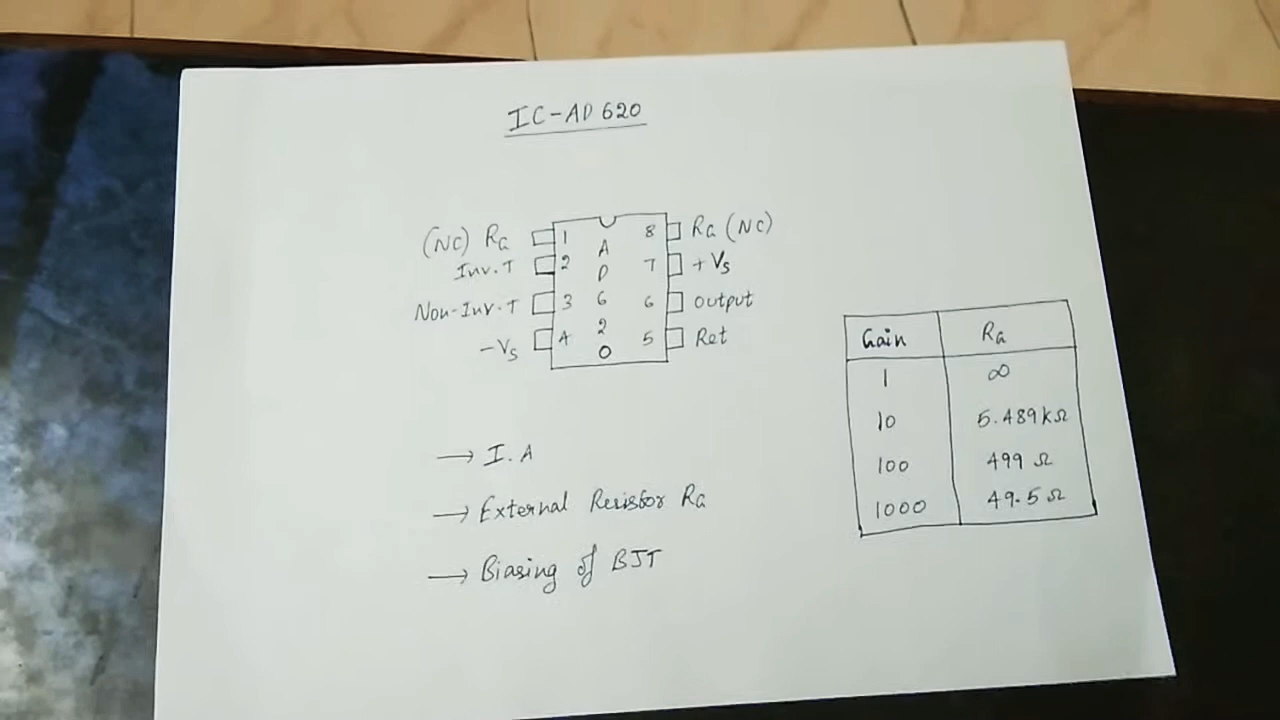 IC-AD620
(NC) RG 1 8 RG (NC)
Inv.T 2 7 +Vs
Non-Inv.T 3 6 output
-Vs 4 5 Ret
A
D
6
2
0
Gain RG
1 ∞
10 5.489kΩ
100 499 Ω
1000 49.5 Ω
→ I.A
→ External Resistor RG
→ Biasing of BJT